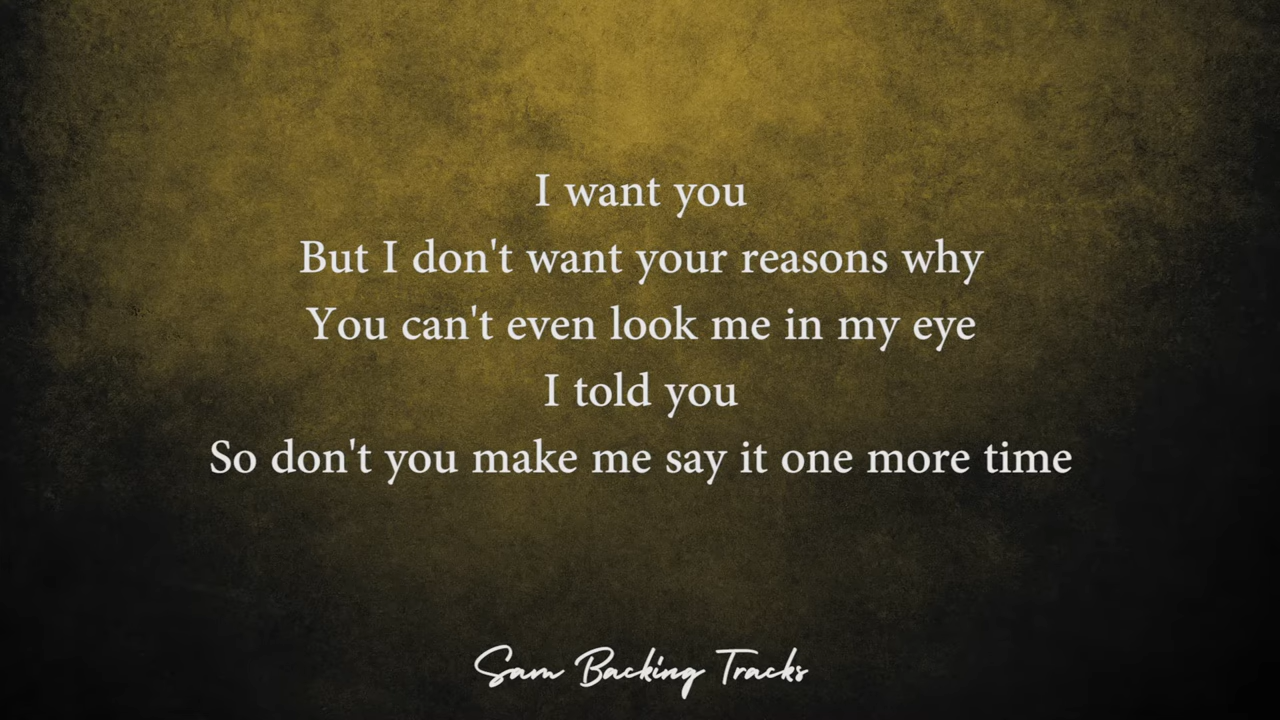 I want you
But I don't want your reasons why
You can't even look me in my eye
I told you
So don't you make me say it one more time
Sam Backing Tracks